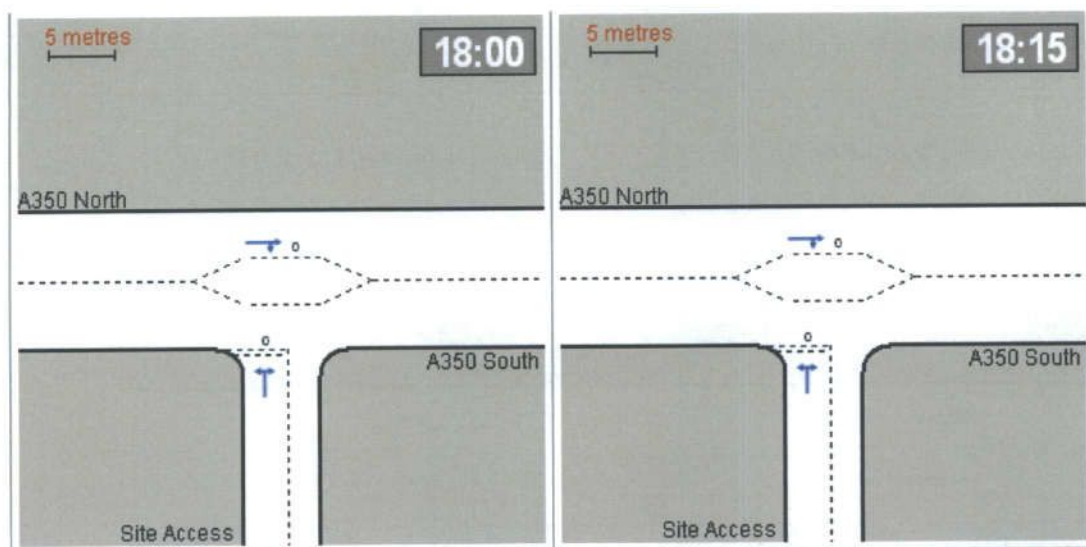 5 metres
18:00
A350 North
o
o
A350 South
Site Access
5 metres
18:15
A350 North
o
o
A350 South
Site Access